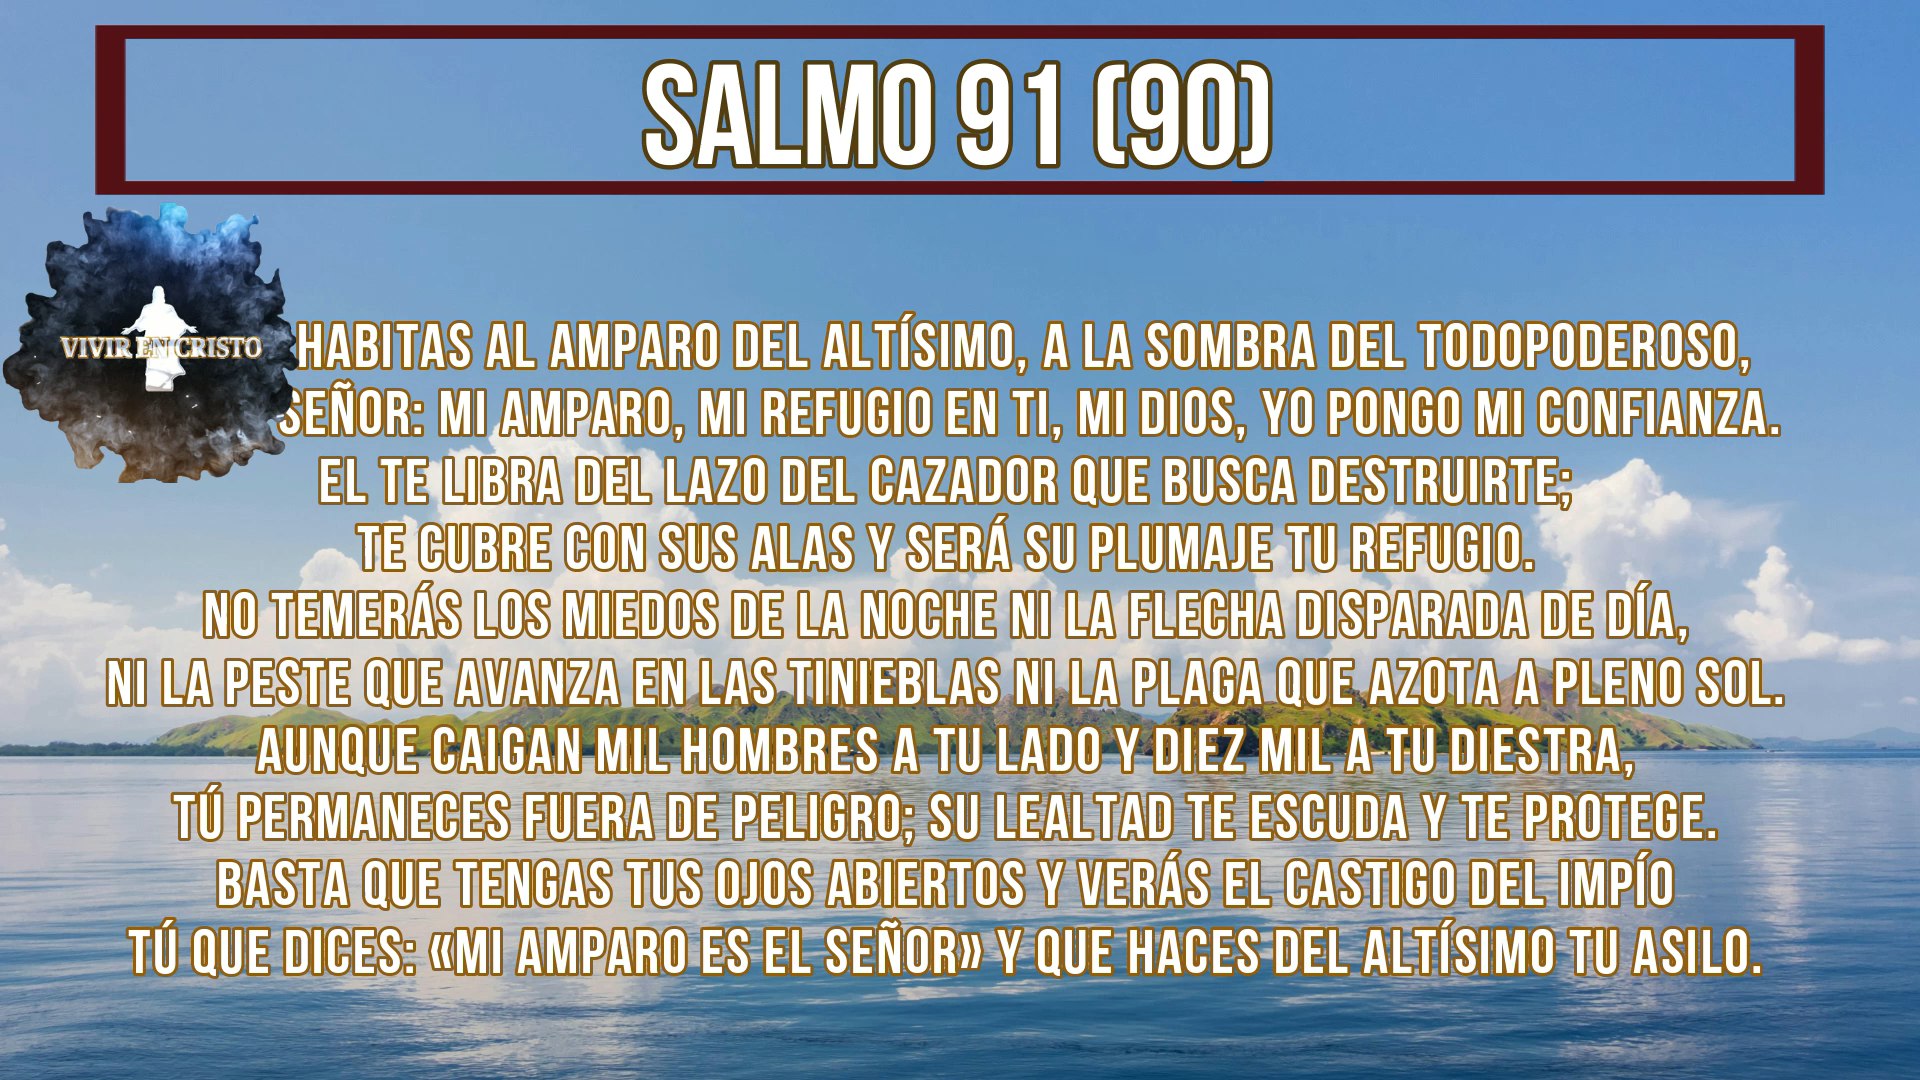 SALMO 91 (90)
VIVIR EN CRISTO
HABITAS AL AMPARO DEL ALTÍSIMO, A LA SOMBRA DEL TODOPODEROSO,
SEÑOR: MI AMPARO, MI REFUGIO EN TI, MI DIOS, YO PONGO MI CONFIANZA.
EL TE LIBRA DEL LAZO DEL CAZADOR QUE BUSCA DESTRUIRTE;
TE CUBRE CON SUS ALAS Y SERÁ SU PLUMAJE TU REFUGIO.
NO TEMERÁS LOS MIEDOS DE LA NOCHE NI LA FLECHA DISPARADA DE DÍA,
NI LA PESTE QUE AVANZA EN LAS TINIEBLAS NI LA PLAGA QUE AZOTA A PLENO SOL.
AUNQUE CAIGAN MIL HOMBRES A TU LADO Y DIEZ MIL A TU DIESTRA,
TÚ PERMANECES FUERA DE PELIGRO; SU LEALTAD TE ESCUDA Y TE PROTEGE.
BASTA QUE TENGAS TUS OJOS ABIERTOS Y VERÁS EL CASTIGO DEL IMPÍO
TÚ QUE DICES: «MI AMPARO ES EL SEÑOR» Y QUE HACES DEL ALTÍSIMO TU ASILO.